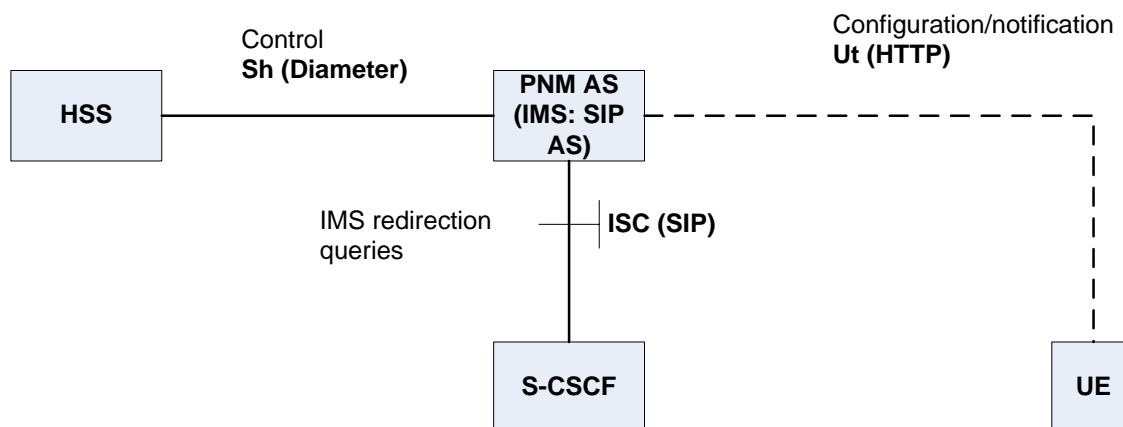 Control
Sh (Diameter)
Configuration/notification
Ut (HTTP)
HSS
PNM AS
(IMS: SIP
AS)
IMS redirection
queries
ISC (SIP)
S-CSCF
UE